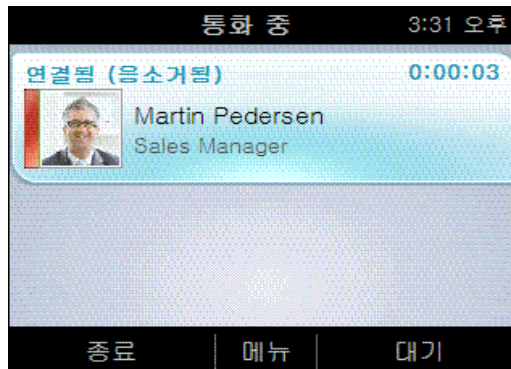 통화 중 3:31 오후
연결됨 (음소거됨) 0:00:03
Martin Pedersen
Sales Manager
종료 메뉴 대기